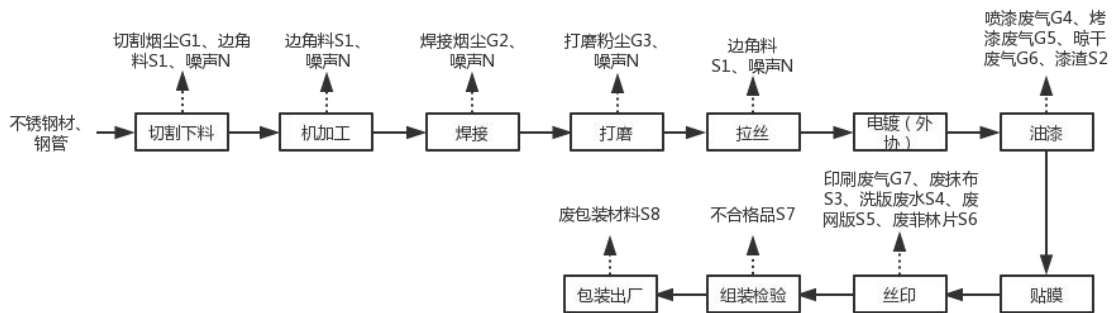 切割烟尘G1、边角
料S1、噪声N
边角料S1、
噪声N
焊接烟尘G2、
噪声N
打磨粉尘G3、
噪声N
边角料
S1、噪声N
喷漆废气G4、烤
漆废气G5、晾干
废气G6、漆渣S2
不锈钢材、
钢管
切割下料
机加工
焊接
打磨
拉丝
电镀（外
协）
油漆
废包装材料S8
不合格品S7
印刷废气G7、废抹布
S3、洗版废水S4、废
网版S5、废菲林片S6
包装出厂
组装检验
丝印
贴膜